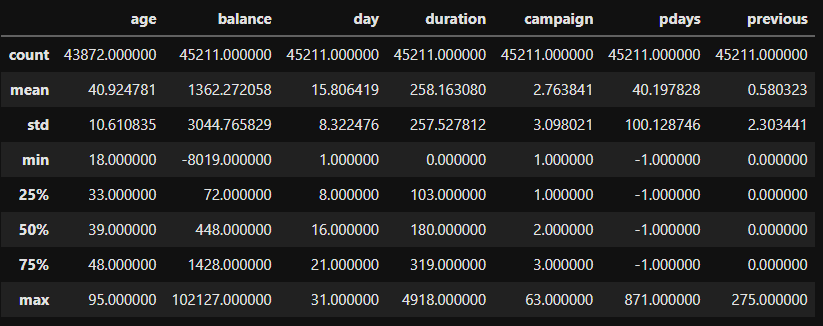 age balance day duration campaign pdays previous
count 43872.000000 45211.000000 45211.000000 45211.000000 45211.000000 45211.000000 45211.000000
mean 40.924781 1362.272058 15.806419 258.163080 2.763841 40.197828 0.580323
std 10.610835 3044.765829 8.322476 257.527812 3.098021 100.128746 2.303441
min 18.000000 -8019.000000 1.000000 0.000000 1.000000 -1.000000 0.000000
25% 33.000000 72.000000 8.000000 103.000000 1.000000 -1.000000 0.000000
50% 39.000000 448.000000 16.000000 180.000000 2.000000 -1.000000 0.000000
75% 48.000000 1428.000000 21.000000 319.000000 3.000000 -1.000000 0.000000
max 95.000000 102127.000000 31.000000 4918.000000 63.000000 871.000000 275.000000